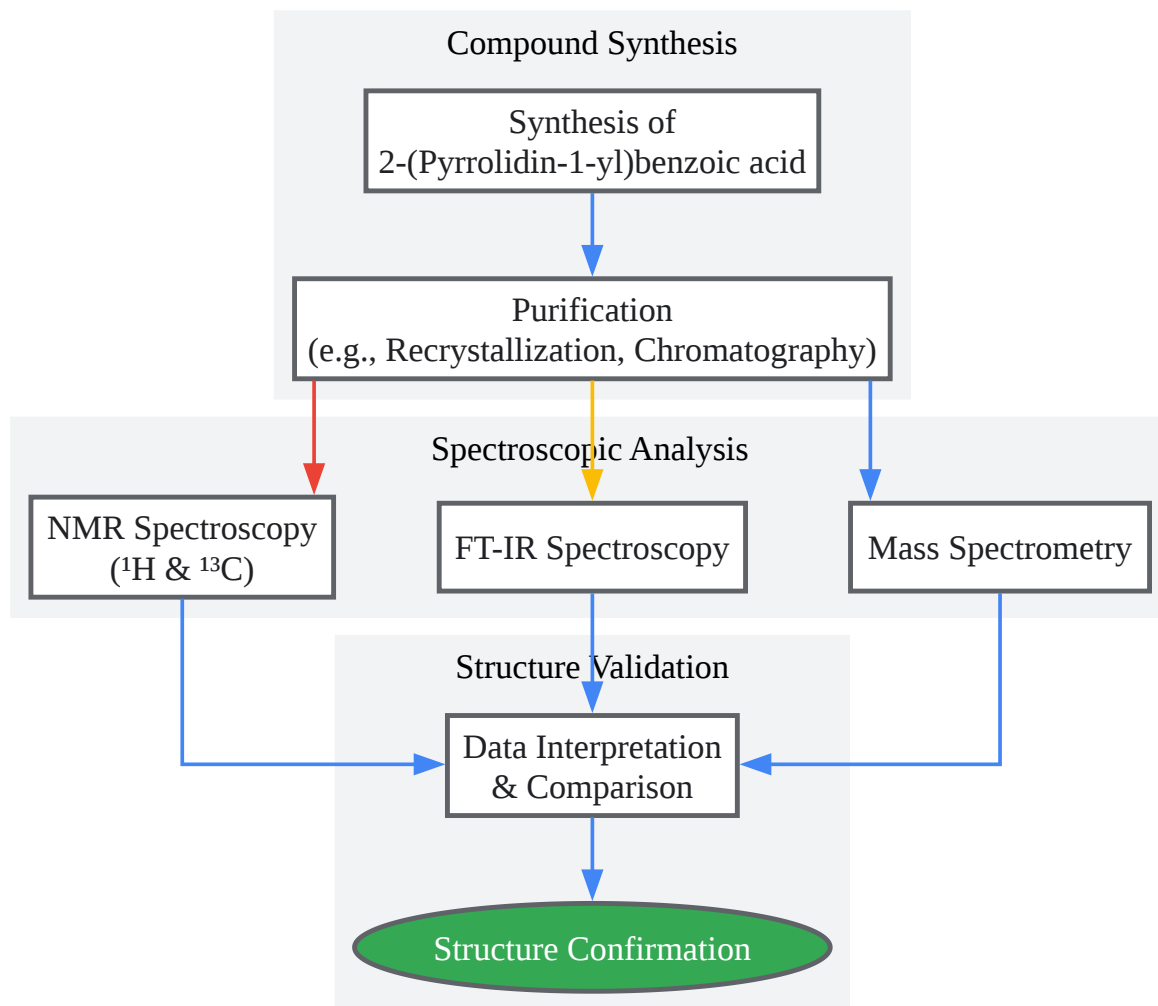 Compound Synthesis
Synthesis of
2-(Pyrrolidin-1-yl)benzoic acid
Purification
(e.g., Recrystallization, Chromatography)
Spectroscopic Analysis
NMR Spectroscopy
(¹H & ¹³C)
FT-IR Spectroscopy
Mass Spectrometry
Structure Validation
Data Interpretation
& Comparison
Structure Confirmation